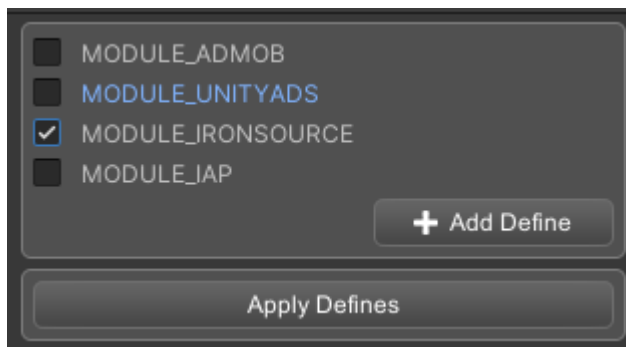 MODULE_ADMOB
MODULE_UNITYADS
MODULE_IRONSOURCE
MODULE_IAP
Add Define
Apply Defines